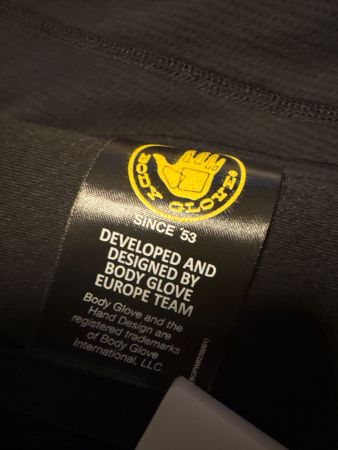 BODY GLOVE®
SINCE '53
DEVELOPED AND
DESIGNED BY
BODY GLOVE
EUROPE TEAM
Body Glove and the
Hand Design are
registered trademarks
of Body Glove
International, LLC.